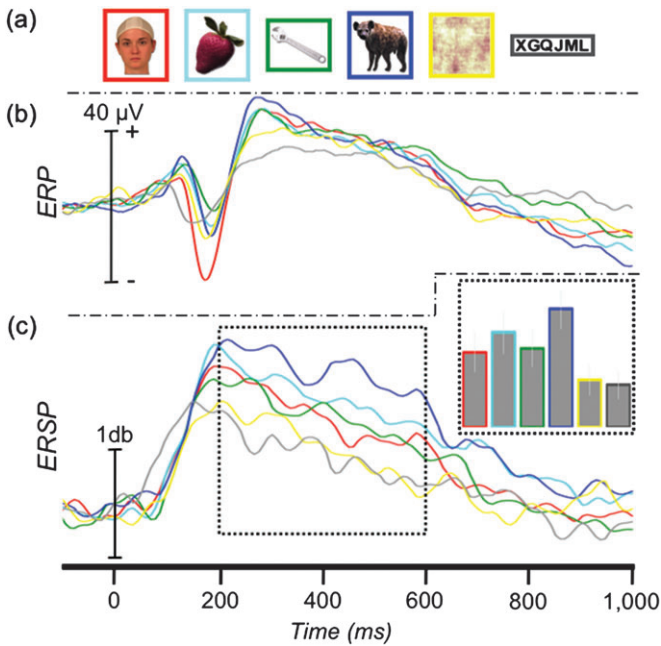 (a)
XGQJML
(b)
40 µV
+
ERP
-
(c)
1db
ERSP
0 200 400 600 800 1,000
Time (ms)